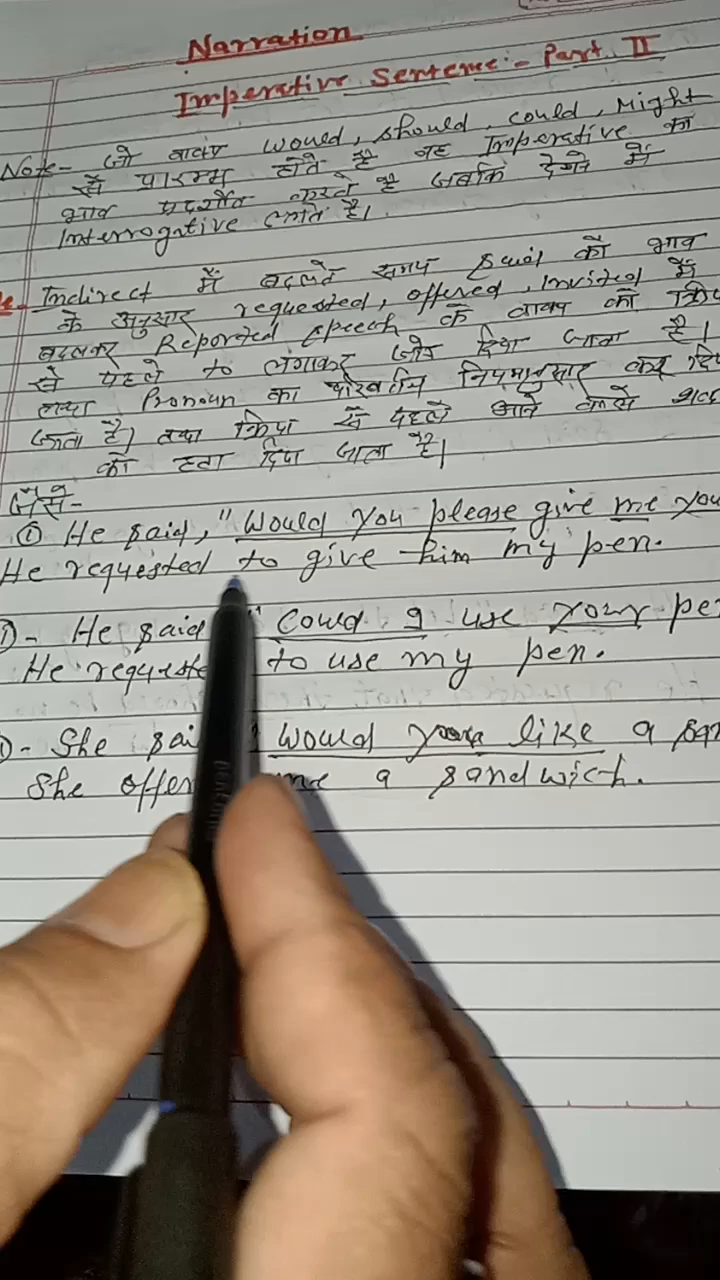 Narration
Imperative Sentence:- Part II
Note- जो वाक्य would, should, could, Might
से प्रारम्भ होते है वह Imperative का
भाव प्रदर्शित करते है जबकि देखने में
Interrogative लगते है।
Indirect में बदलते समय said को भाव
के अनुसार requested, offered, invited में
बदलकर Reported speech के वाक्य की
से पहले to लगाकर जोड़ दिया जाता है।
तथा Pronoun का परिवर्तन नियमानुसार कर
जाता है। तथा क्रिया से पहले आने वाले
को हटा दिया जाता है।
जैसे-
① He said, "Would you please give me you
He requested to give him my pen.
He said " Could I use your pe
He requeste to use my pen.
She sai would you like a san
She offer me a sandwich.